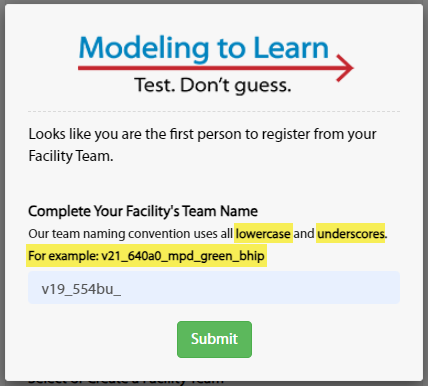 Modeling to Learn
Test. Don't guess.
Looks like you are the first person to register from your
Facility Team.
Complete Your Facility's Team Name
Our team naming convention uses all lowercase and underscores.
For example: v21_640a0_mpd_green_bhip
v19_554bu_
Submit
Select or Create a Facility Team